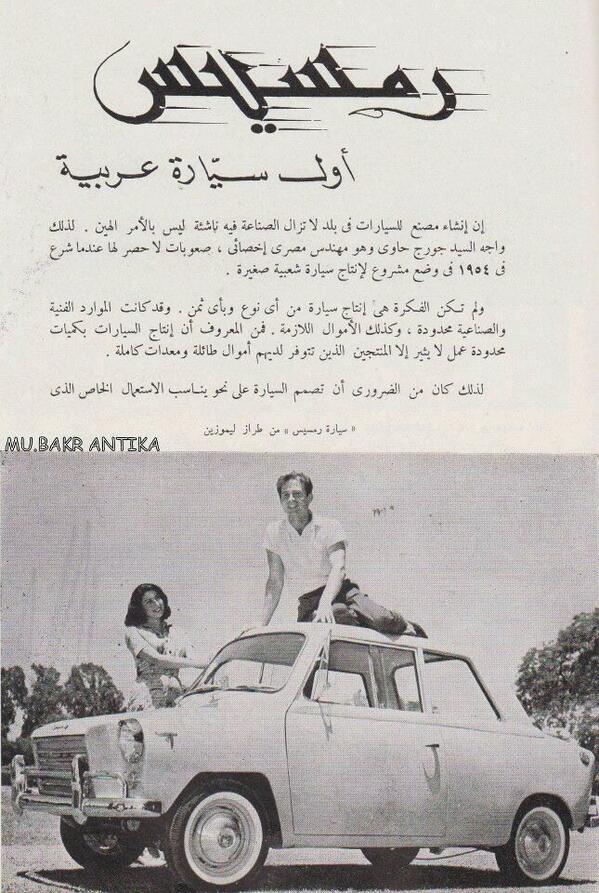 رمسيس
أول سيّارة عربية
إن إنشاء مصنع للسيارات فى بلد لا تزال الصناعة فيه ناشئة ليس بالأمر الهين . لذلك
واجه السيد جورج حاوى وهو مهندس مصرى إخصائى ، صعوبات لا حصر لها عندما شرع
فى ١٩٥٤ فى وضع مشروع لإنتاج سيارة شعبية صغيرة .
ولم تكن الفكرة هى إنتاج سيارة من أى نوع وبأى ثمن . وقد كانت الموارد الفنية
والصناعية محدودة ، وكذلك الأموال اللازمة . فمن المعروف أن إنتاج السيارات بكميات
محدودة عمل لا يثير إلا المنتجين الذين تتوفر لديهم أموال طائلة ومعدات كاملة .
لذلك كان من الضرورى أن تصمم السيارة على نحو يناسب الاستعمال الخاص الذى
« سيارة رمسيس » من طراز ليموزين
MU.BAKR ANTIKA